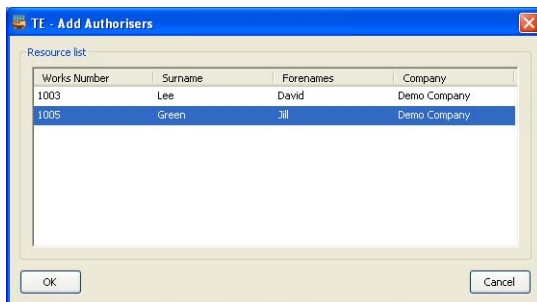 TE - Add Authorisers
Resource list
Works Number Surname Forenames Company
1003 Lee David Demo Company
1005 Green Jill Demo Company
OK Cancel